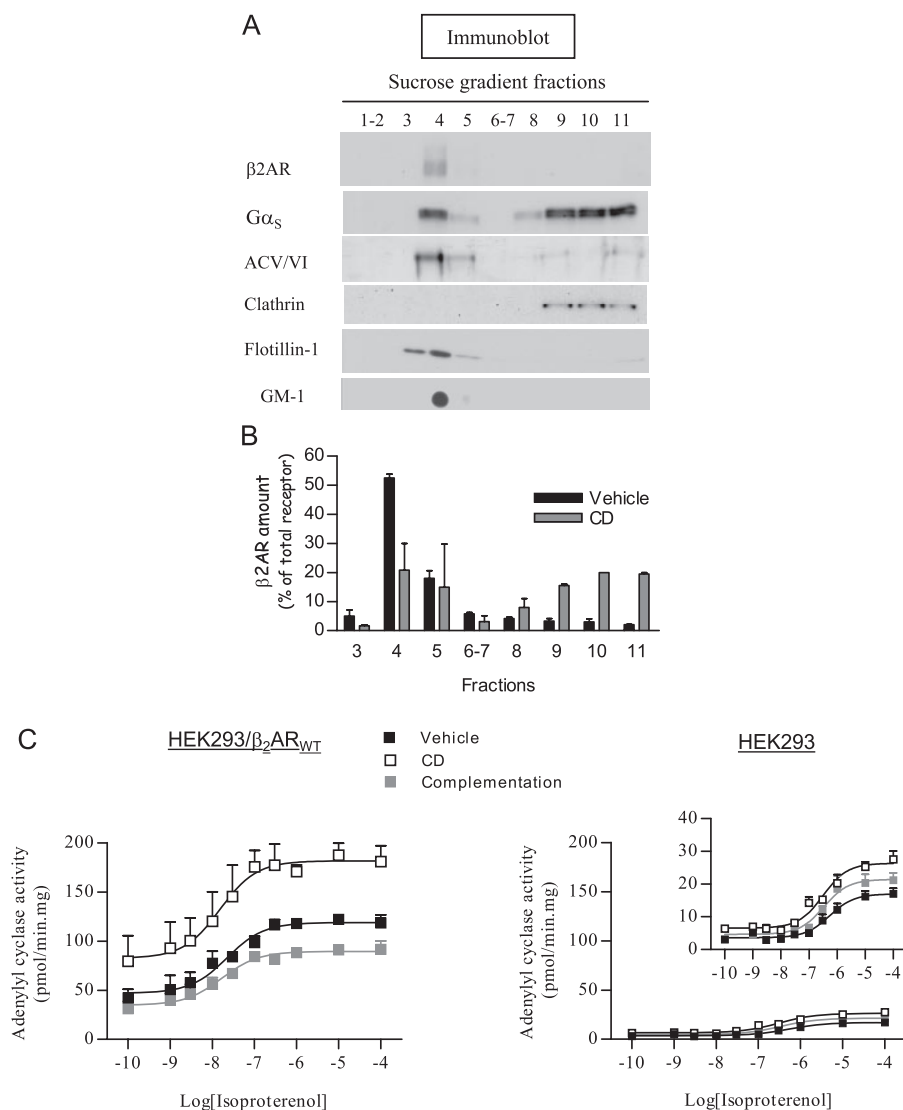 A
Immunoblot
Sucrose gradient fractions
1-2 3 4 5 6-7 8 9 10 11
β2AR
GαS
ACV/VI
Clathrin
Flotillin-1
GM-1
B
β2AR amount
(% of total receptor)
60
50
40
30
20
10
0
Vehicle
CD
3 4 5 6-7 8 9 10 11
Fractions
C
HEK293/β2ARWT
Vehicle
CD
Complementation
HEK293
Adenylyl cyclase activity
(pmol/min.mg)
200
150
100
50
0
-10 -9 -8 -7 -6 -5 -4
Log[Isoproterenol]
Adenylyl cyclase activity
(pmol/min.mg)
200
150
100
50
0
40
30
20
10
0
-10 -9 -8 -7 -6 -5 -4
-10 -9 -8 -7 -6 -5 -4
Log[Isoproterenol]